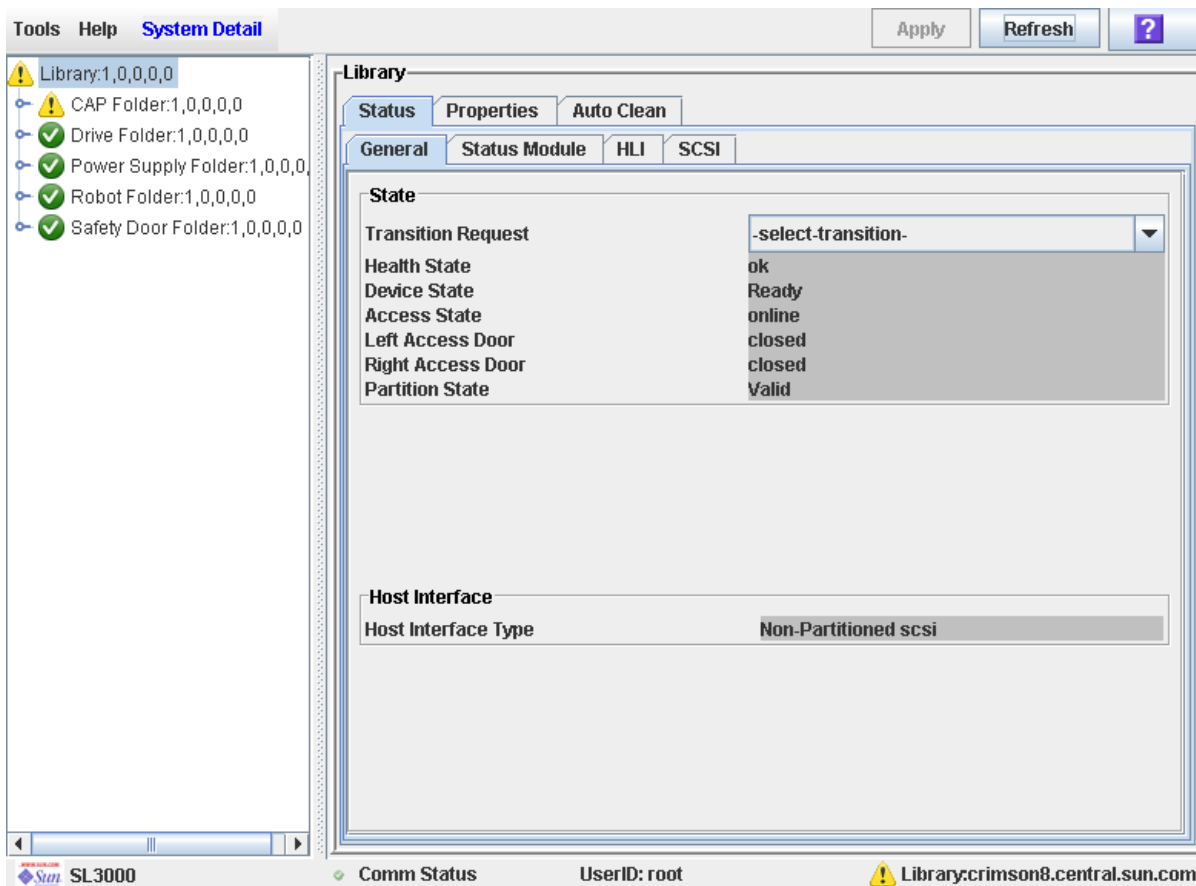 Tools Help System Detail
Apply Refresh ?
Library:1,0,0,0,0
CAP Folder:1,0,0,0,0
Drive Folder:1,0,0,0,0
Power Supply Folder:1,0,0,0,
Robot Folder:1,0,0,0,0
Safety Door Folder:1,0,0,0,0
Library
Status Properties Auto Clean
General Status Module HLI SCSI
State
Transition Request -select-transition-
Health State ok
Device State Ready
Access State online
Left Access Door closed
Right Access Door closed
Partition State Valid
Host Interface
Host Interface Type Non-Partitioned scsi
Sun SL3000 Comm Status UserID: root Library:crimson8.central.sun.com